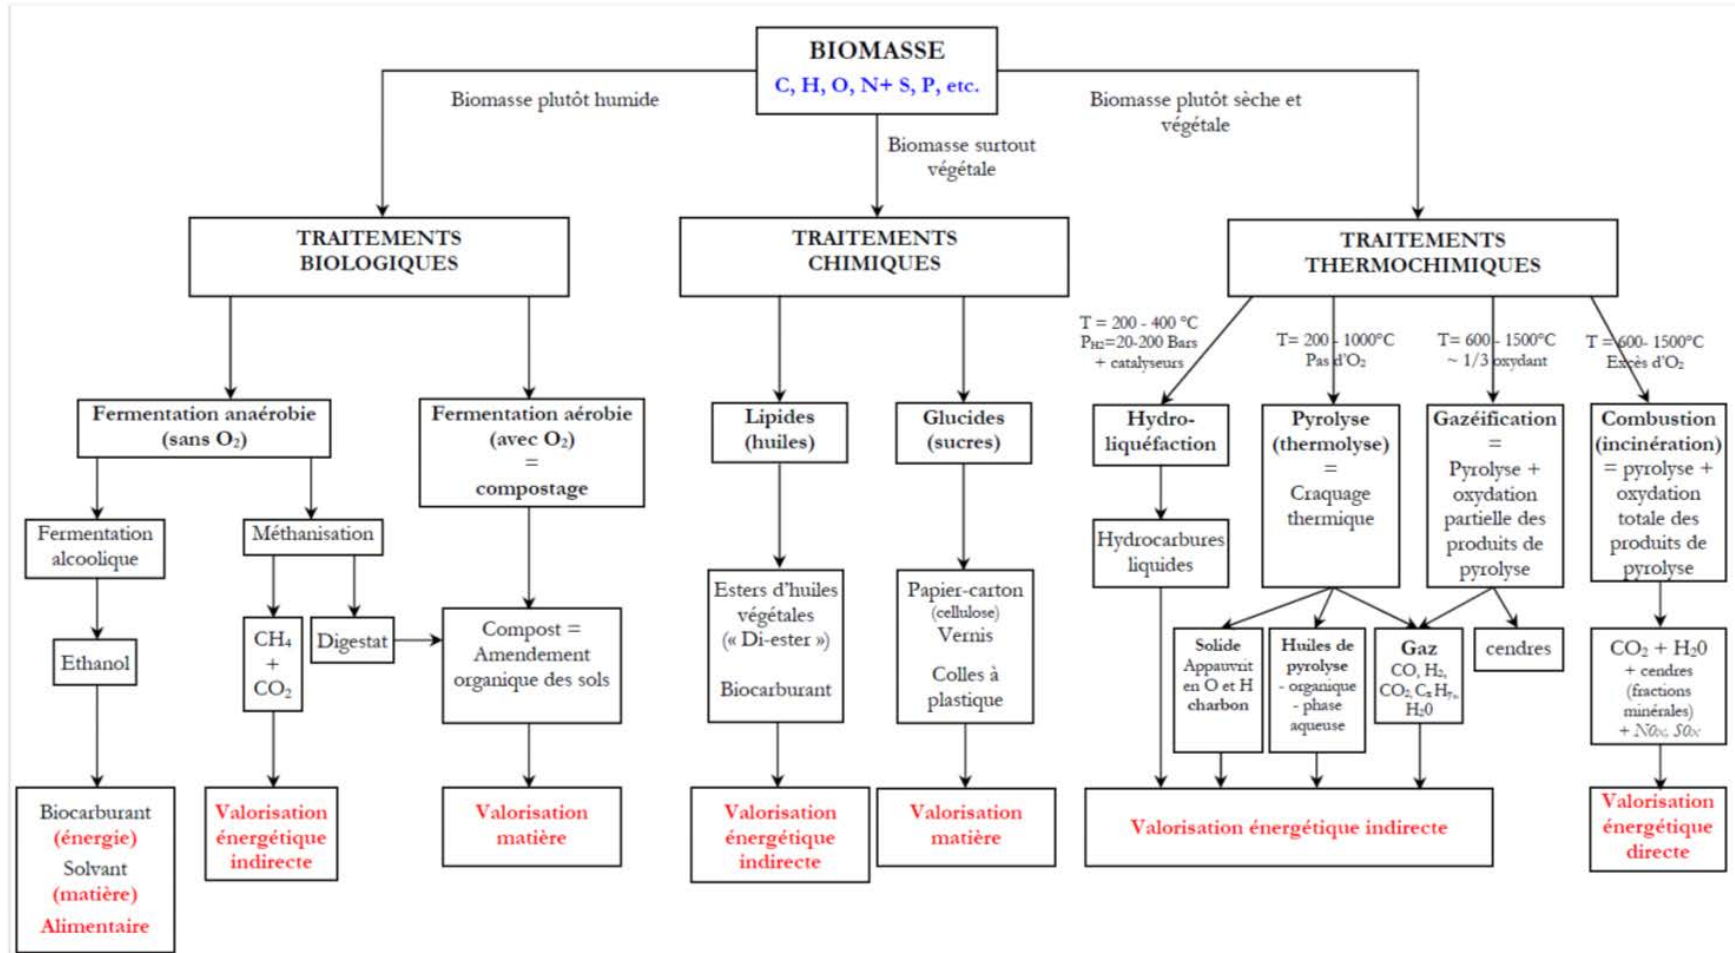 BIOMASSE
C, H, O, N+ S, P, etc.
Biomasse plutôt humide
Biomasse surtout
végétale
Biomasse plutôt sèche et
végétale
TRAITEMENTS
BIOLOGIQUES
TRAITEMENTS
CHIMIQUES
TRAITEMENTS
THERMOCHIMIQUES
T = 200 - 400 °C
PH2=20-200 Bars
+ catalyseurs
T= 200 - 1000°C
Pas d'O2
T= 600 - 1500°C
~ 1/3 oxydant
T = 600- 1500°C
Excès d'O2
Fermentation anaérobie
(sans O2)
Fermentation aérobie
(avec O2)
=
compostage
Lipides
(huiles)
Glucides
(sucres)
Hydro-
liquéfaction
Pyrolyse
(thermolyse)
=
Craquage
thermique
Gazéification
=
Pyrolyse +
oxydation
partielle des
produits de
pyrolyse
Combustion
(incinération)
= pyrolyse +
oxydation
totale des
produits de
pyrolyse
Fermentation
alcoolique
Méthanisation
Hydrocarbures
liquides
Ethanol
CH4
+
CO2
Digestat
Compost =
Amendement
organique des sols
Esters d'huiles
végétales
(« Di-ester »)
Biocarburant
Papier-carton
(cellulose)
Vernis
Colles à
plastique
Solide
Appauvrit
en O et H
charbon
Huiles de
pyrolyse
- organique
- phase
aqueuse
Gaz
CO, H2,
CO2,
H20
cendres
CO2 + H20
+ cendres
(fractions
minérales)
+ N0x, S0x
Biocarburant
(énergie)
Solvant
(matière)
Alimentaire
Valorisation
énergétique
indirecte
Valorisation
matière
Valorisation
énergétique
indirecte
Valorisation
matière
Valorisation énergétique indirecte
Valorisation
énergétique
directe